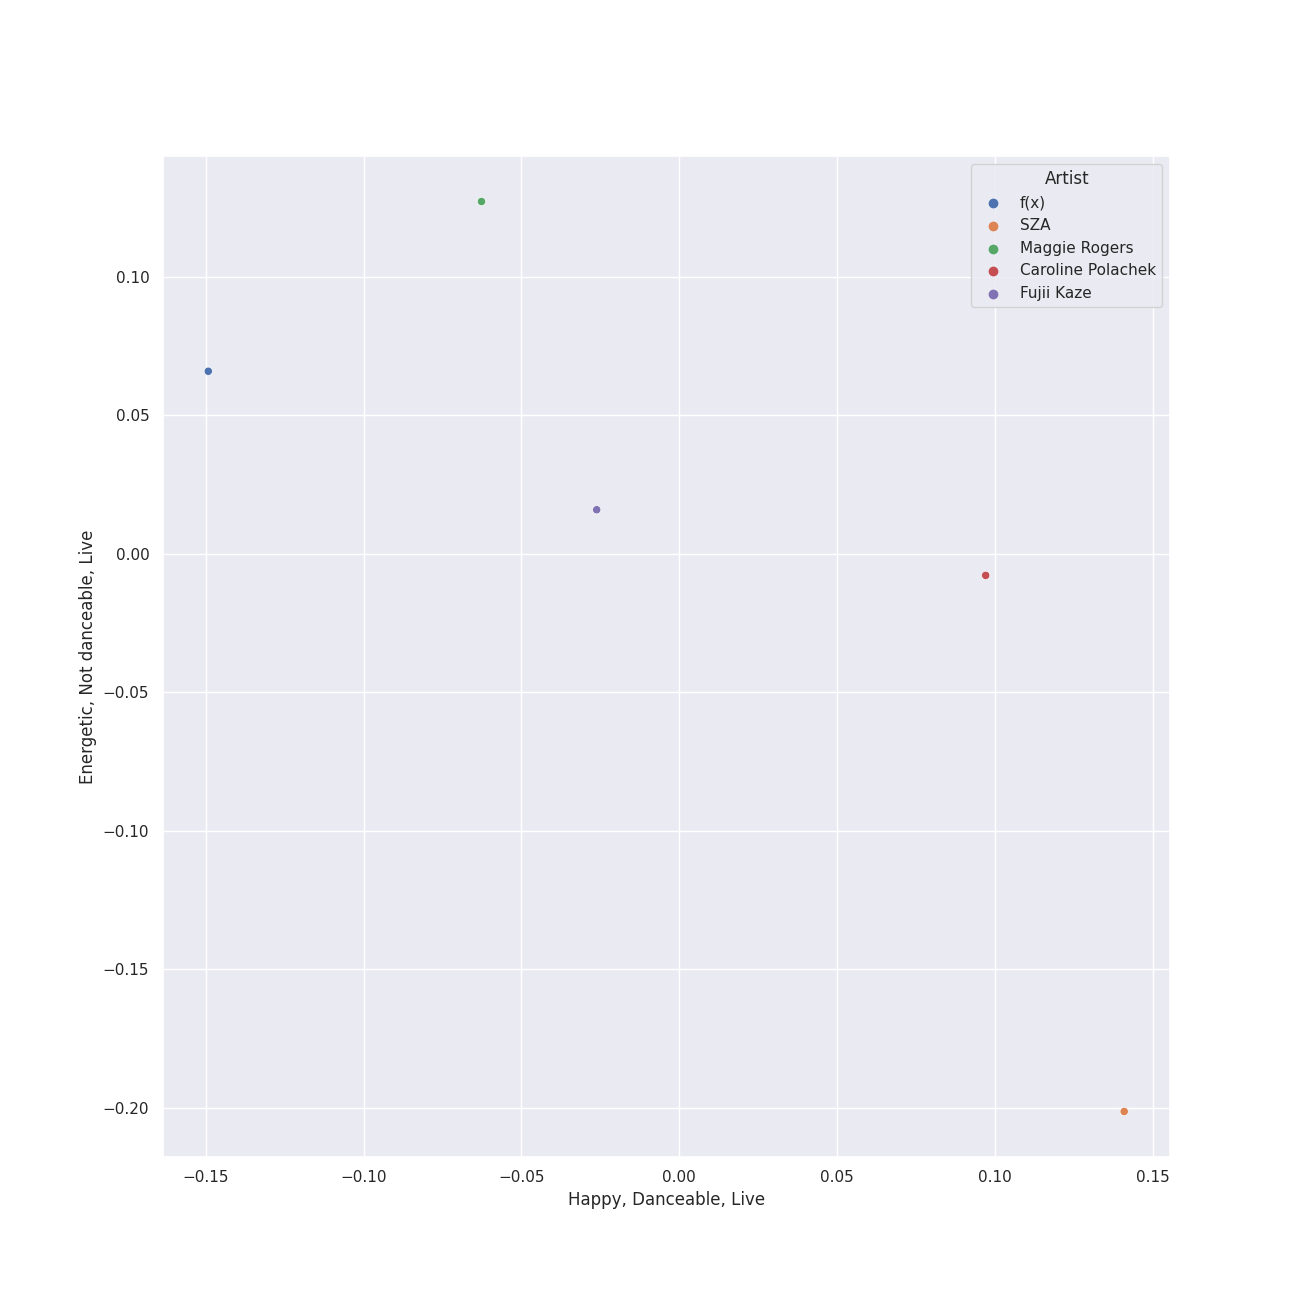 Artist
f(x)
SZA
Maggie Rogers
Caroline Polachek
Fujii Kaze
0.10
0.05
0.00
−0.05
−0.10
−0.15
−0.20
Energetic, Not danceable, Live
−0.15 −0.10 −0.05 0.00 0.05 0.10 0.15
Happy, Danceable, Live